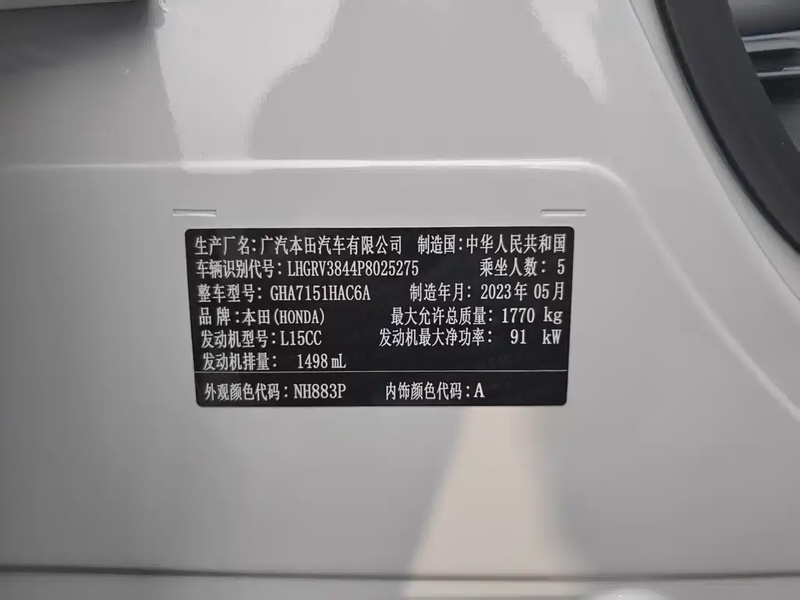 生产厂名:广汽本田汽车有限公司 制造国:中华人民共和国
车辆识别代号:LHGRV3844P8025275 乘坐人数:5
整车型号:GHA7151HAC6A 制造年月:2023年05月
品牌:本田(HONDA) 最大允许总质量:1770 kg
发动机型号:L15CC 发动机最大净功率: 91 kW
发动机排量: 1498 mL
外观颜色代码:NH883P 内饰颜色代码:A